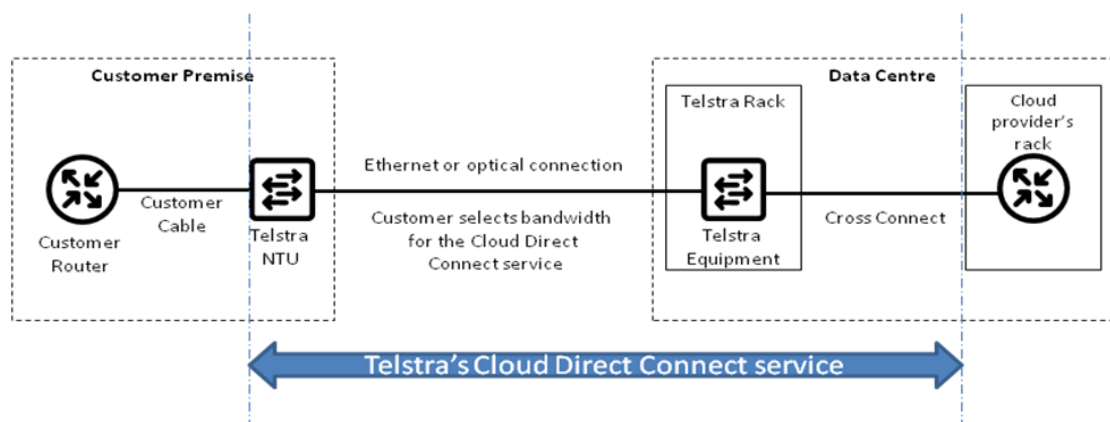 Customer Premise
Data Centre
Telstra Rack
Cloud
provider's
rack
Ethernet or optical connection
Customer
Cable
Customer selects bandwidth
for the Cloud Direct
Connect service
Cross Connect
Customer
Router
Telstra
NTU
Telstra
Equipment
Telstra's Cloud Direct Connect service